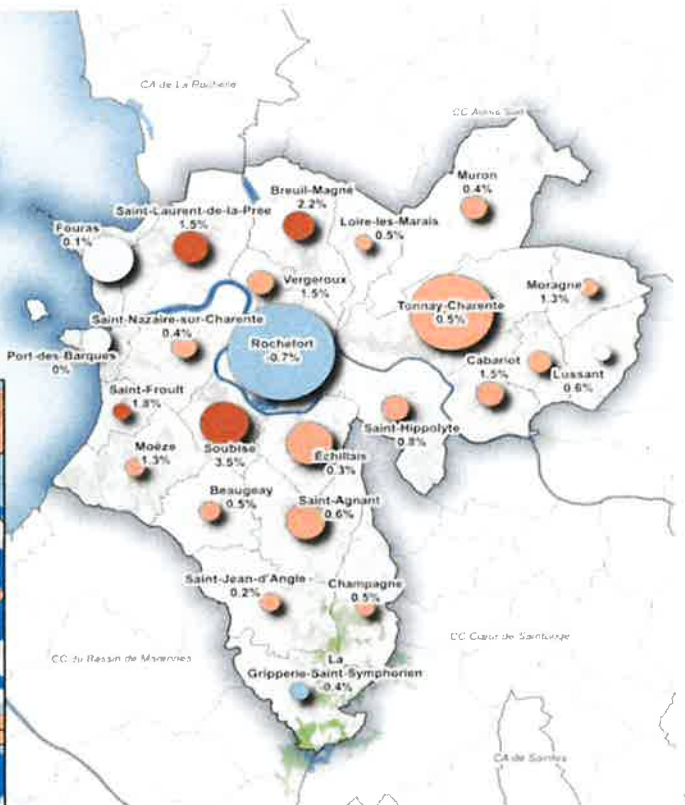 CA de La Rochelle
CC Aunis Sud
Muron
0.4%
Breuil-Magné
2.2%
Saint-Laurent-de-la-Prée
1.5%
Loire-les-Marais
0.5%
Fouras
0.1%
Vergeroux
1.5%
Moragne
1.3%
Tonnay-Charente
0.5%
Saint-Nazaire-sur-Charente
0.4%
Rochefort
-0.7%
Port-des-Barques
0%
Cabariot
1.5%
Lussant
0.6%
Saint-Froult
1.8%
Saint-Hippolyte
0.8%
Soubise
3.5%
Échillais
0.3%
Moëze
1.3%
Beaugeay
0.5%
Saint-Agnant
0.6%
Saint-Jean-d'Angle
0.2%
Champagne
0.5%
CC Cœur de Saintonge
CC du Bassin de Marennes
La
Gripperie-Saint-Symphorien
-0.4%
CA de Saintes